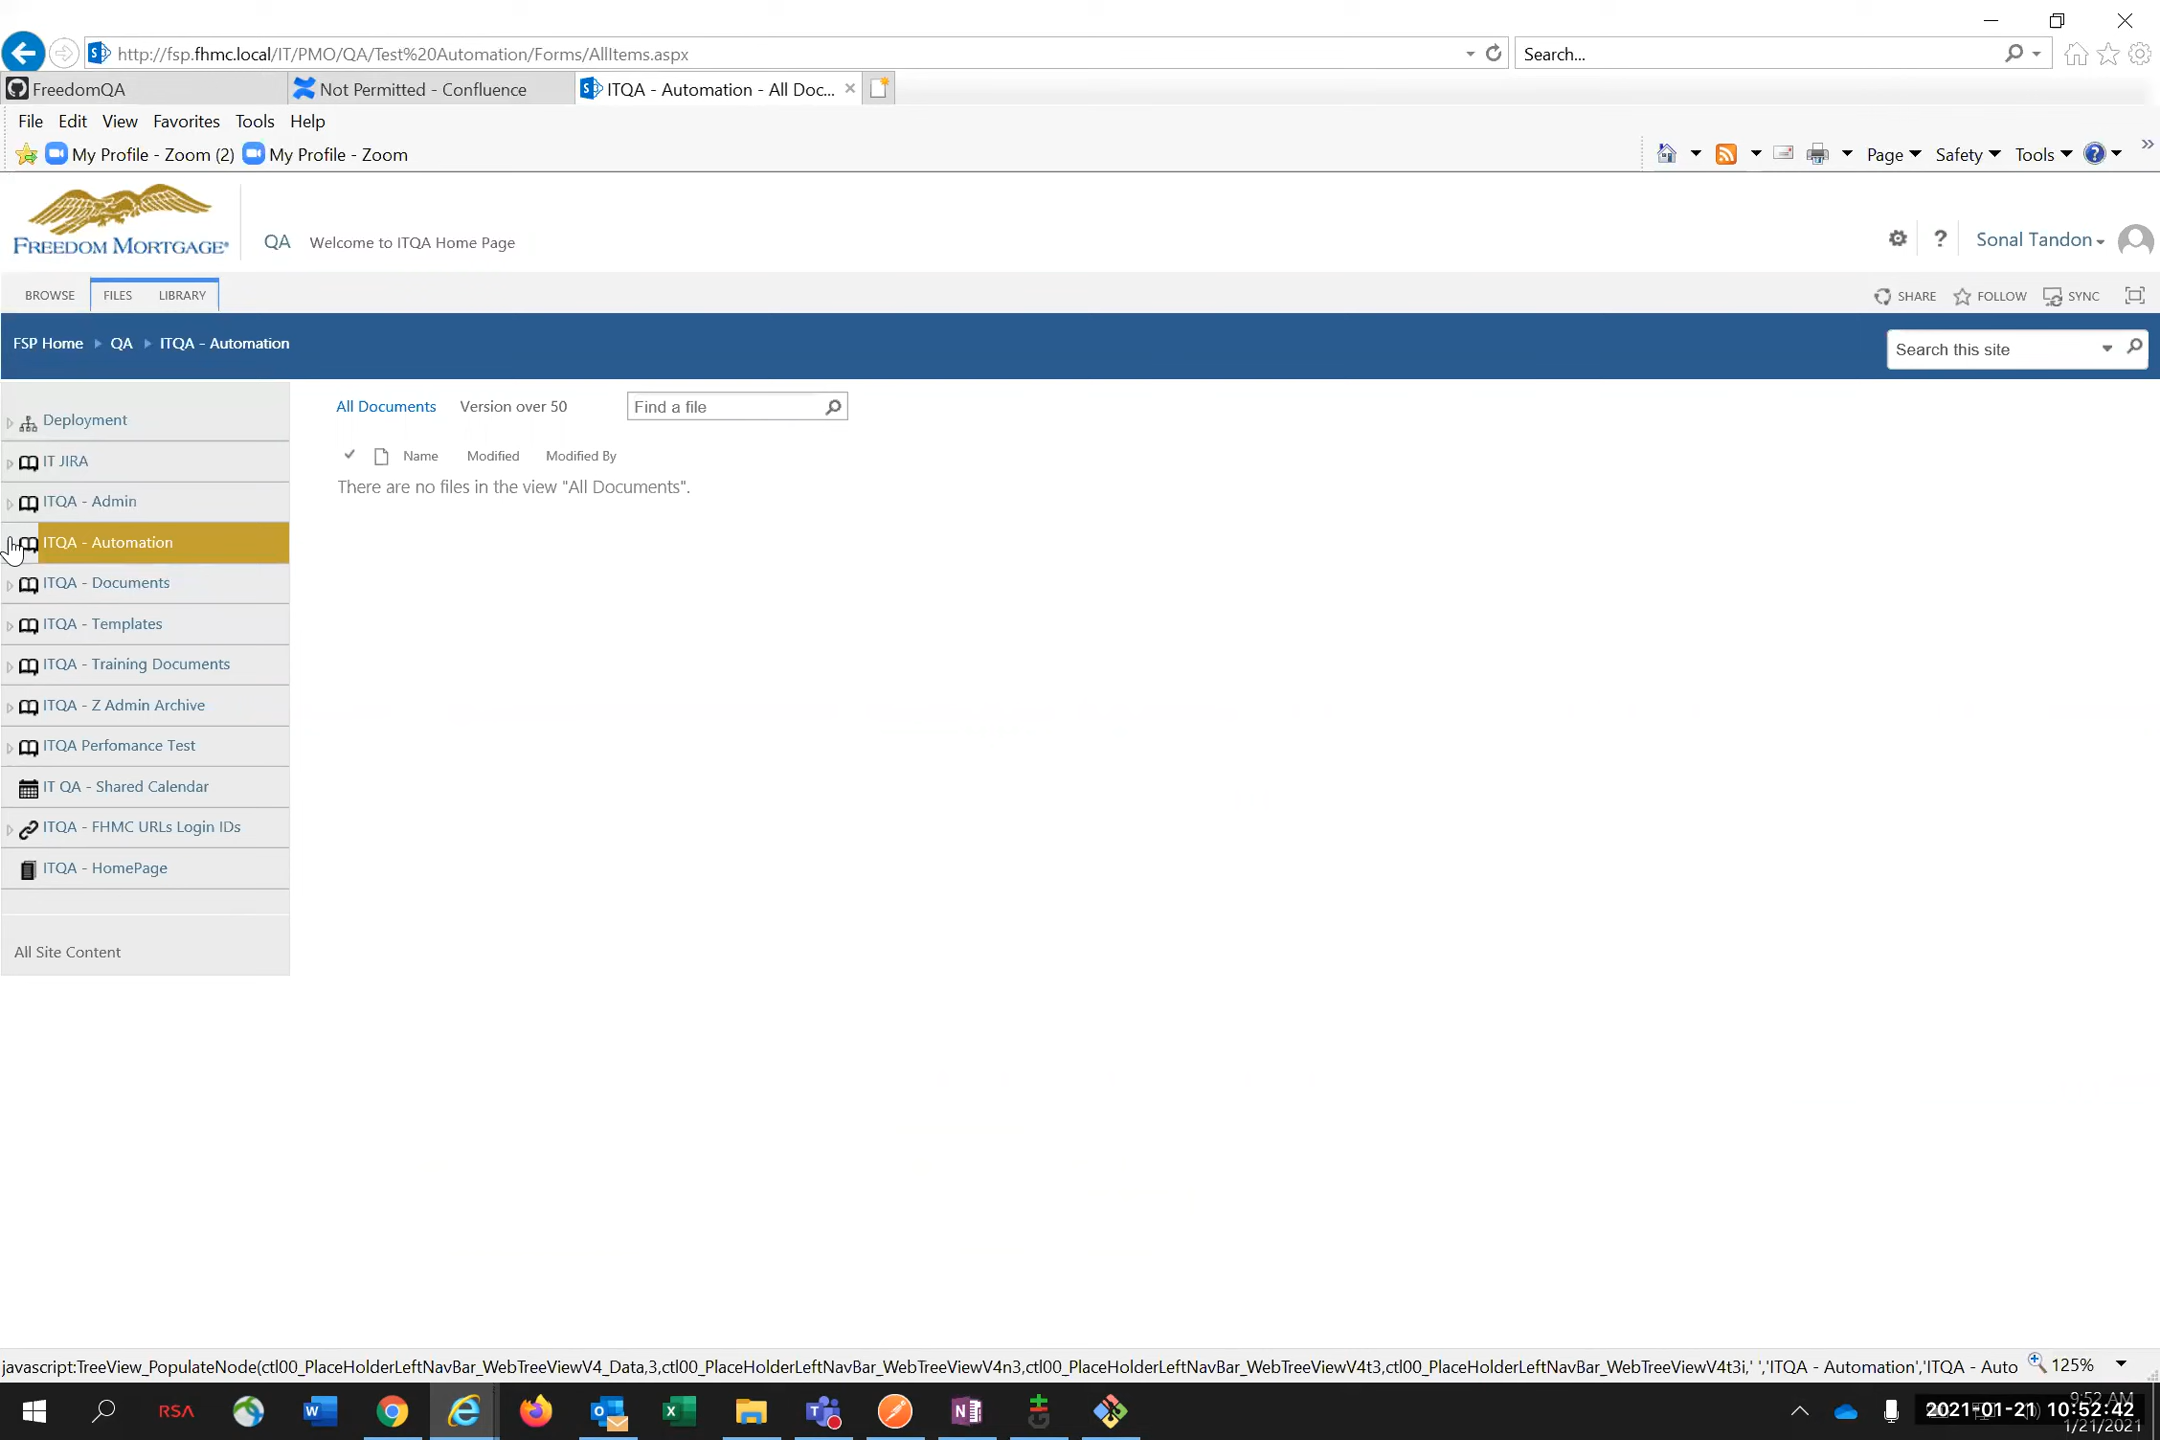 http://fsp.fhmc.local/IT/PMO/QA/Test%20Automation/Forms/AllItems.aspx
Search...
FreedomQA
Not Permitted - Confluence
ITQA - Automation - All Doc...
File Edit View Favorites Tools Help
My Profile - Zoom (2) My Profile - Zoom
Page Safety Tools
FREEDOM MORTGAGE®
QA Welcome to ITQA Home Page
Sonal Tandon
BROWSE FILES LIBRARY
SHARE FOLLOW SYNC
FSP Home QA ITQA - Automation
Search this site
Deployment
IT JIRA
ITQA - Admin
ITQA - Automation
ITQA - Documents
ITQA - Templates
ITQA - Training Documents
ITQA - Z Admin Archive
ITQA Perfomance Test
IT QA - Shared Calendar
ITQA - FHMC URLs Login IDs
ITQA - HomePage
All Site Content
All Documents Version over 50 Find a file
Name Modified Modified By
There are no files in the view "All Documents".
javascript:TreeView_PopulateNode(ctl00_PlaceHolderLeftNavBar_WebTreeViewV4_Data,3,ctl00_PlaceHolderLeftNavBar_WebTreeViewV4n3,ctl00_PlaceHolderLeftNavBar_WebTreeViewV4t3,ctl00_PlaceHolderLeftNavBar_WebTreeViewV4t3i,' ','ITQA - Automation','ITQA - Auto
125%
RSA
9:52 AM
2021-01-21 10:52:42
1/21/2021